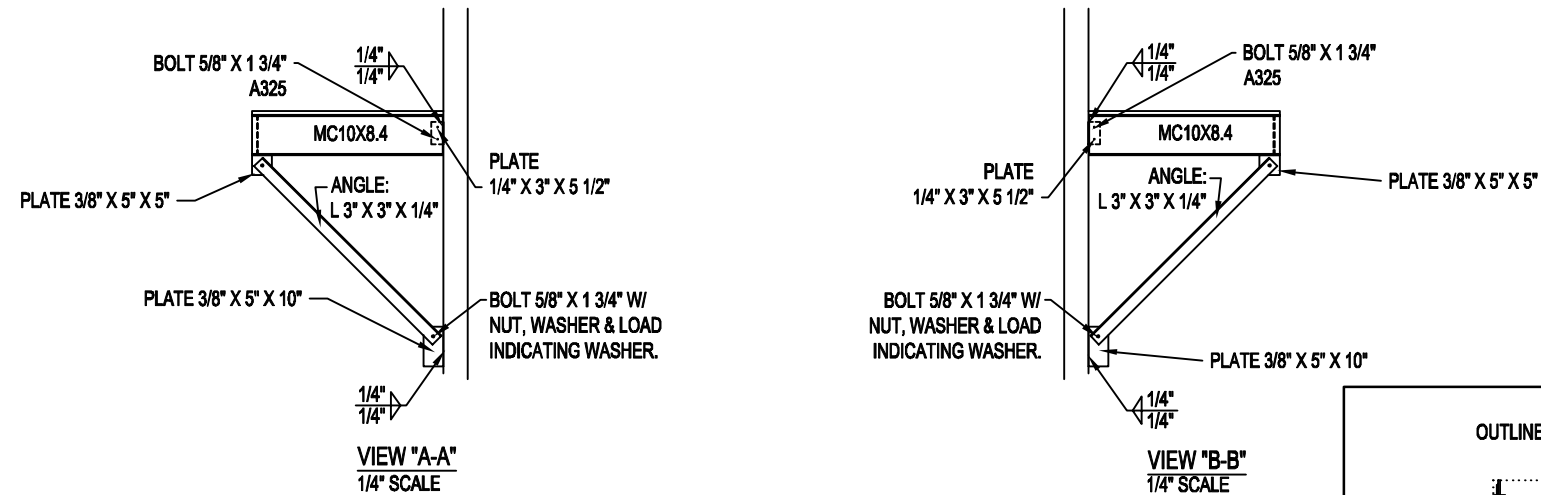 BOLT 5/8" X 1 3/4"
A325
1/4"
1/4"
MC10X8.4
PLATE
1/4" X 3" X 5 1/2"
PLATE 3/8" X 5" X 5"
ANGLE:
L 3" X 3" X 1/4"
PLATE 3/8" X 5" X 10"
BOLT 5/8" X 1 3/4" W/
NUT, WASHER & LOAD
INDICATING WASHER.
1/4"
1/4"
VIEW "A-A"
1/4" SCALE
1/4"
1/4"
BOLT 5/8" X 1 3/4"
A325
MC10X8.4
PLATE
1/4" X 3" X 5 1/2"
ANGLE:
L 3" X 3" X 1/4"
PLATE 3/8" X 5" X 5"
BOLT 5/8" X 1 3/4" W/
NUT, WASHER & LOAD
INDICATING WASHER.
PLATE 3/8" X 5" X 10"
1/4"
1/4"
VIEW "B-B"
1/4" SCALE
OUTLINE